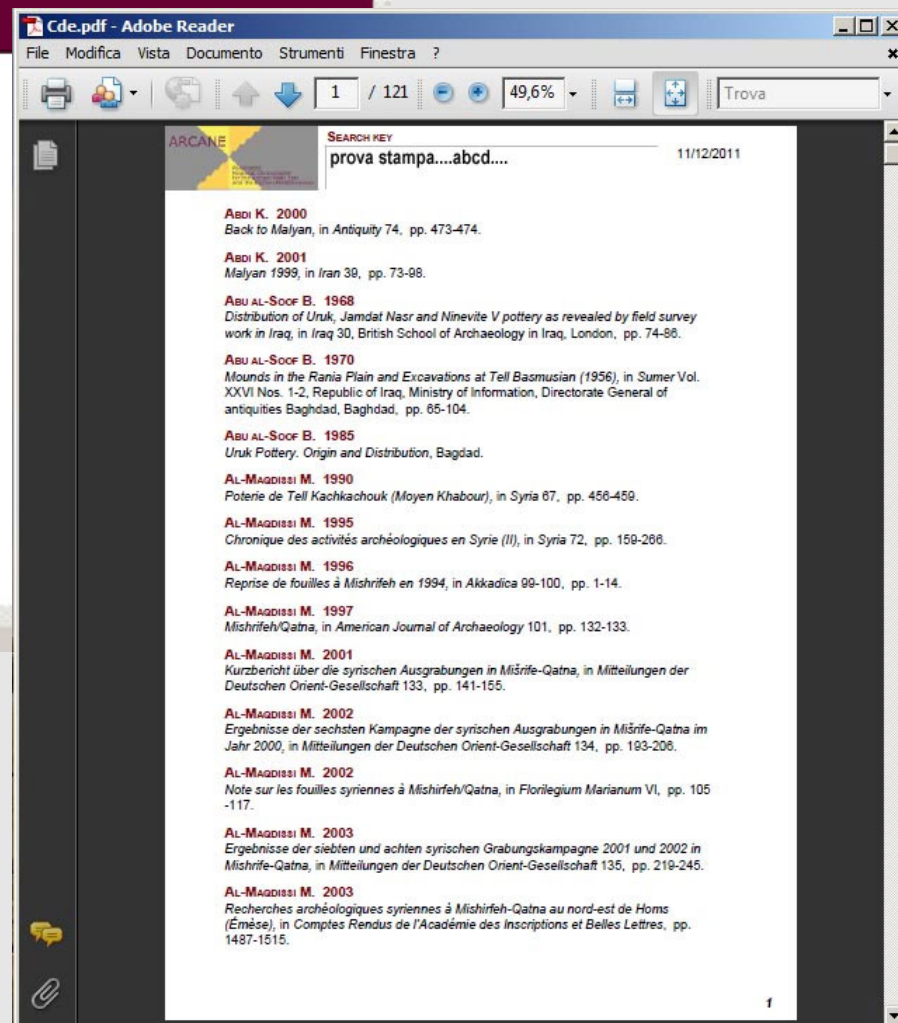 Cde.pdf - Adobe Reader
File Modifica Vista Documento Strumenti Finestra ?
1 / 121 49,6% Trova
ARCANE
SEARCH KEY
prova stampa....abcd....
11/12/2011
ABDI K. 2000
Back to Malyan, in Antiquity 74, pp. 473-474.
ABDI K. 2001
Malyan 1999, in Iran 39, pp. 73-98.
ABU AL-SOOF B. 1968
Distribution of Uruk, Jamdat Nasr and Ninevite V pottery as revealed by field survey
work in Iraq, in Iraq 30, British School of Archaeology in Iraq, London, pp. 74-86.
ABU AL-SOOF B. 1970
Mounds in the Rania Plain and Excavations at Tell Basmusian (1956), in Sumer Vol.
XXVI Nos. 1-2, Republic of Iraq, Ministry of Information, Directorate General of
antiquities Baghdad, Baghdad, pp. 65-104.
ABU AL-SOOF B. 1985
Uruk Pottery. Origin and Distribution, Bagdad.
AL-MAQDISSI M. 1990
Poterie de Tell Kachkachouk (Moyen Khabour), in Syria 67, pp. 456-459.
AL-MAQDISSI M. 1995
Chronique des activités archéologiques en Syrie (II), in Syria 72, pp. 159-266.
AL-MAQDISSI M. 1996
Reprise de fouilles à Mishrifeh en 1994, in Akkadica 99-100, pp. 1-14.
AL-MAQDISSI M. 1997
Mishrifeh/Qatna, in American Journal of Archaeology 101, pp. 132-133.
AL-MAQDISSI M. 2001
Kurzbericht über die syrischen Ausgrabungen in Mišrife-Qatna, in Mitteilungen der
Deutschen Orient-Gesellschaft 133, pp. 141-155.
AL-MAQDISSI M. 2002
Ergebnisse der sechsten Kampagne der syrischen Ausgrabungen in Mišrife-Qatna im
Jahr 2000, in Mitteilungen der Deutschen Orient-Gesellschaft 134, pp. 193-206.
AL-MAQDISSI M. 2002
Note sur les fouilles syriennes à Mishirfeh/Qatna, in Florilegium Marianum VI, pp. 105
-117.
AL-MAQDISSI M. 2003
Ergebnisse der siebten und achten syrischen Grabungskampagne 2001 und 2002 in
Mishrife-Qatna, in Mitteilungen der Deutschen Orient-Gesellschaft 135, pp. 219-245.
AL-MAQDISSI M. 2003
Recherches archéologiques syriennes à Mishirfeh-Qatna au nord-est de Homs
(Émèse), in Comptes Rendus de l'Académie des Inscriptions et Belles Lettres, pp.
1487-1515.
1